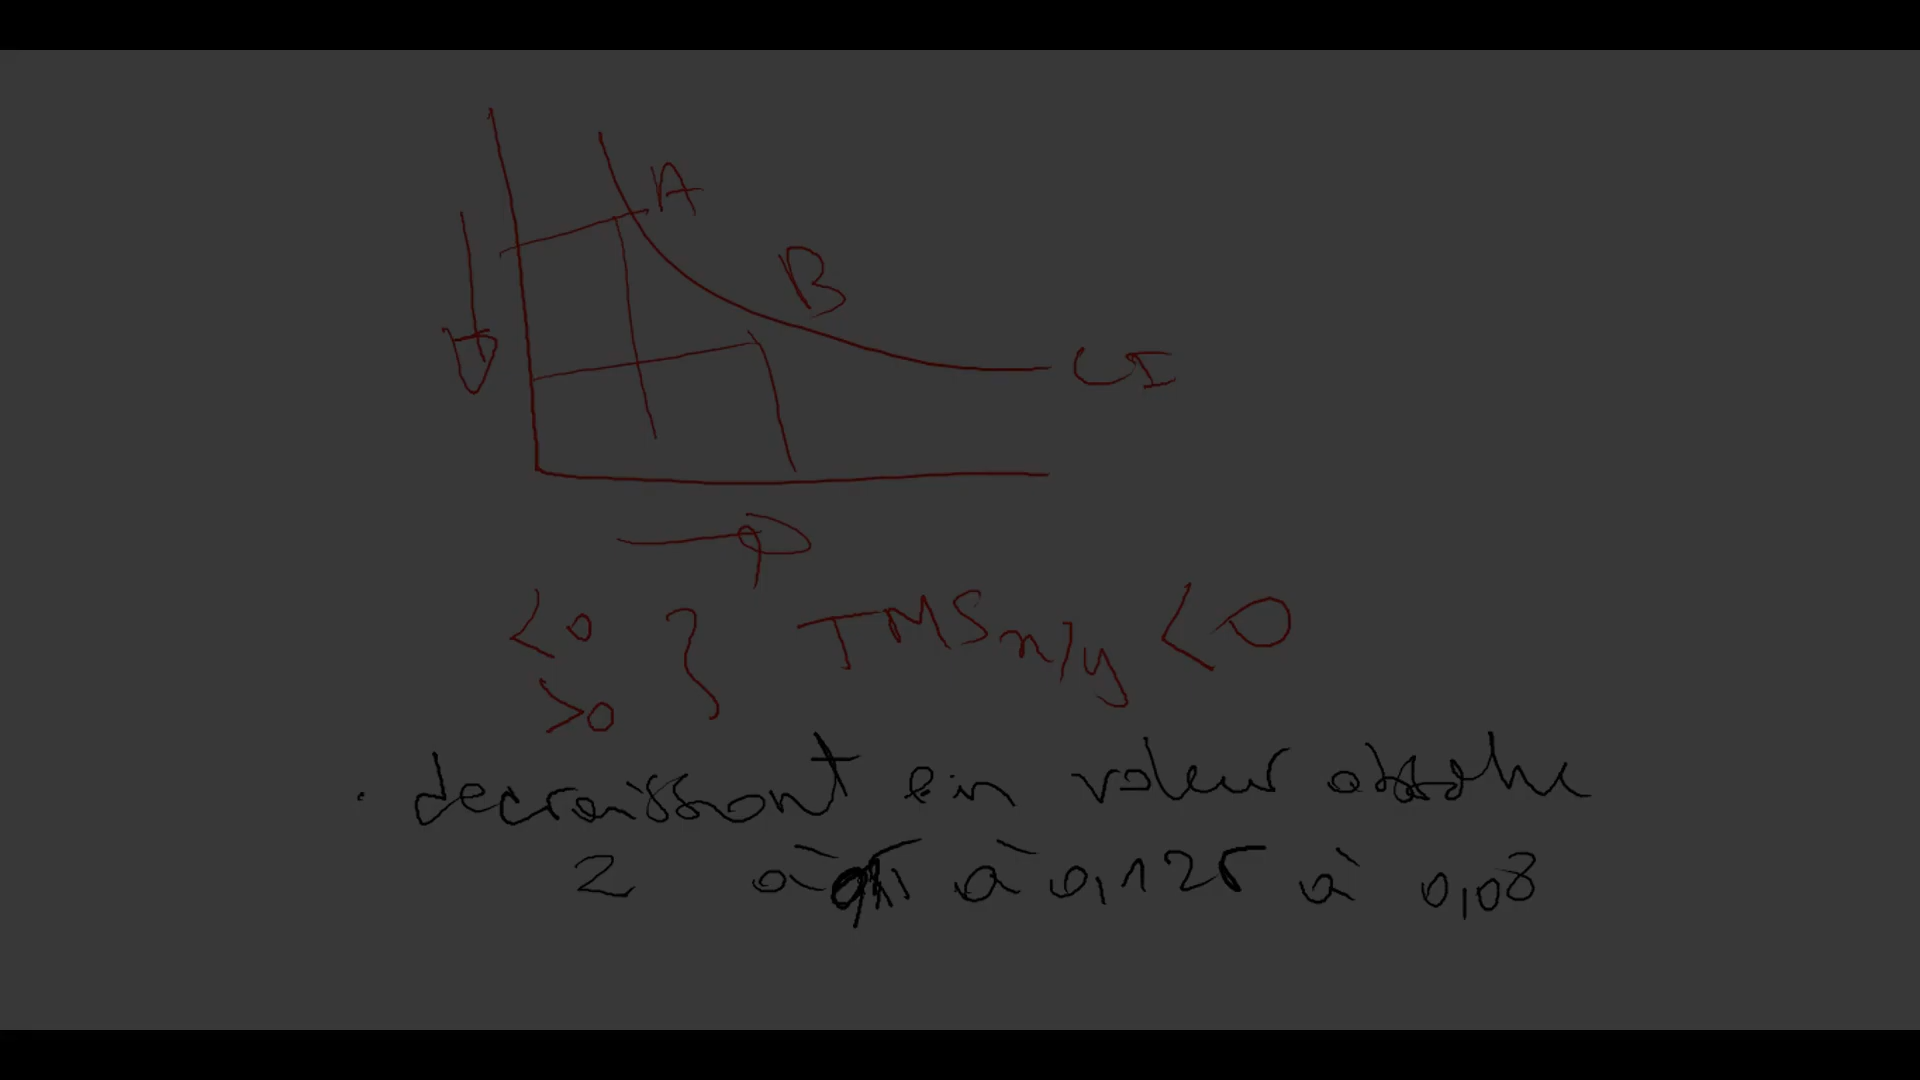 A
B
CI
<0
>0 } TMSx/y <0
. decroissant en valeur absolue
2 à à 0,125 à 0,08